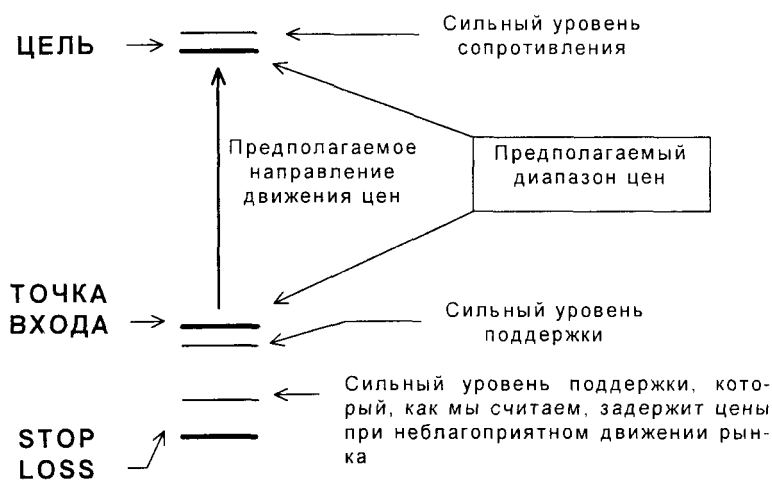 ЦЕЛЬ
Сильный уровень
сопротивления
Предполагаемое
направление
движения цен
Предполагаемый
диапазон цен
ТОЧКА
ВХОДА
Сильный уровень
поддержки
Сильный уровень поддержки, кото-
рый, как мы считаем, задержит цены
при неблагоприятном движении рын-
ка
STOP
LOSS